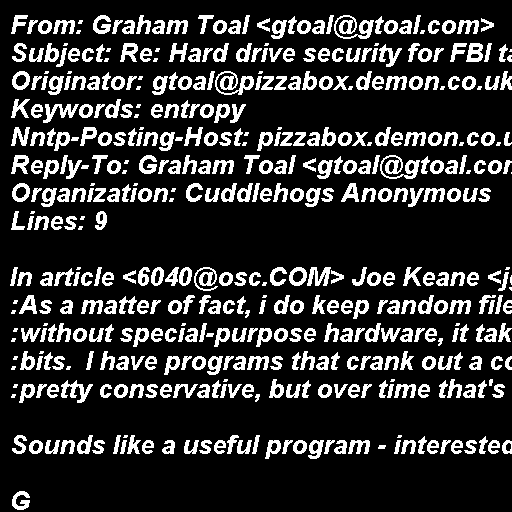 From: Graham Toal <gtoal@gtoal.com>
Subject: Re: Hard drive security for FBI ta
Originator: gtoal@pizzabox.demon.co.uk
Keywords: entropy
Nntp-Posting-Host: pizzabox.demon.co.u
Reply-To: Graham Toal <gtoal@gtoal.com
Organization: Cuddlehogs Anonymous
Lines: 9

In article <6040@osc.COM> Joe Keane <jg
:As a matter of fact, i do keep random file
:without special-purpose hardware, it tak
:bits.  I have programs that crank out a co
:pretty conservative, but over time that's

Sounds like a useful program - interested

G